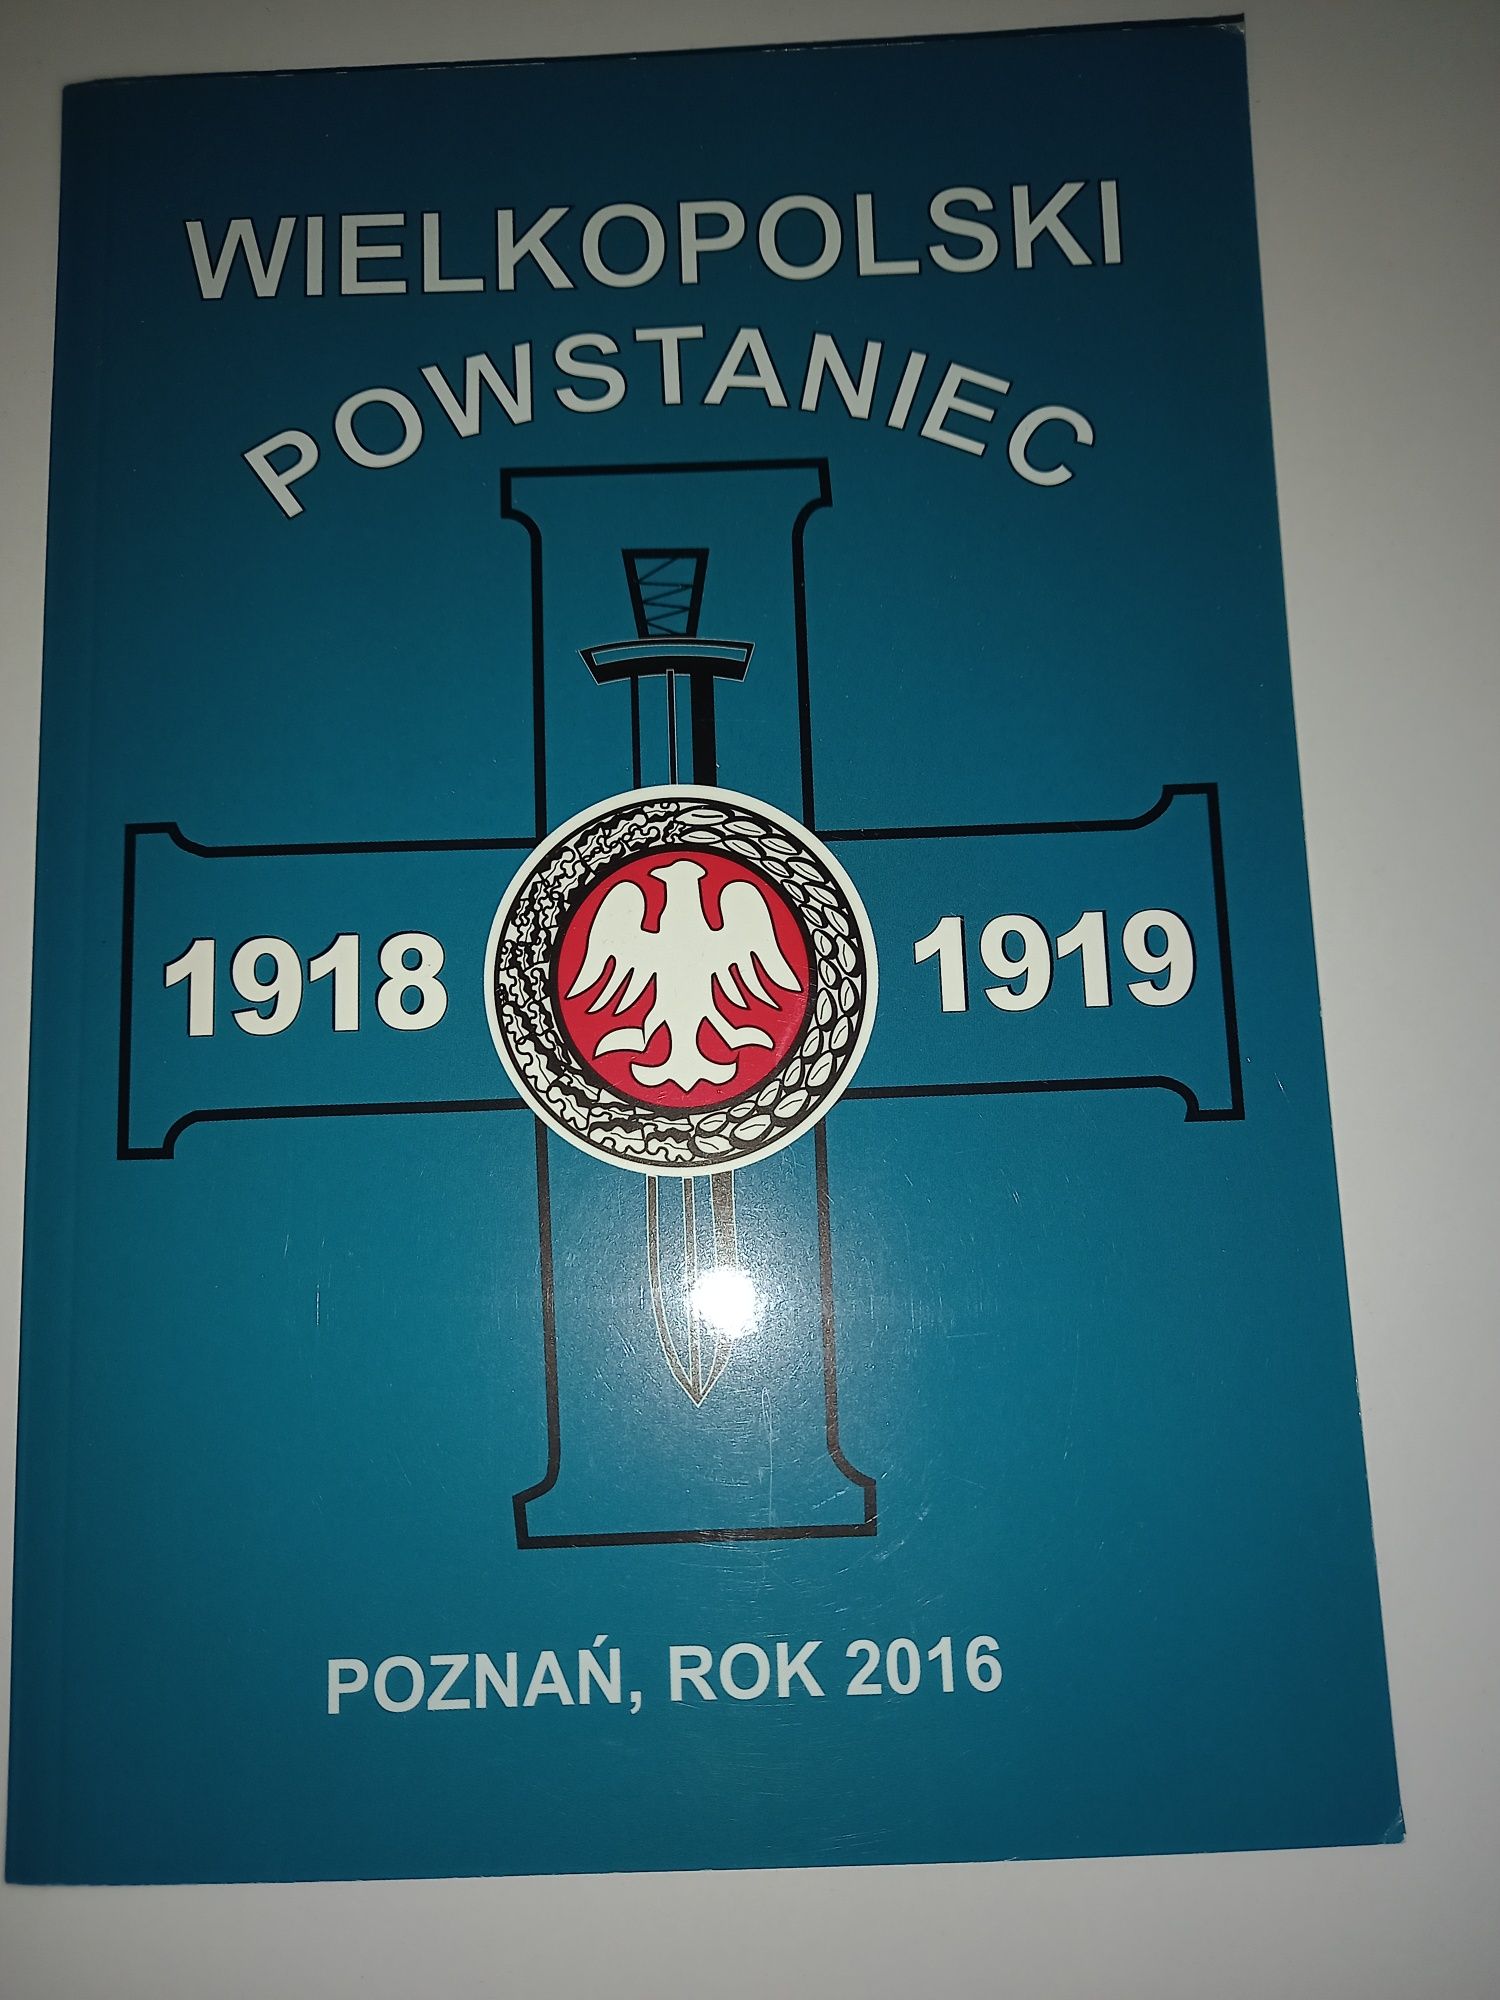 WIELKOPOLSKI
POWSTANIEC
1918 1919
POZNAŃ, ROK 2016